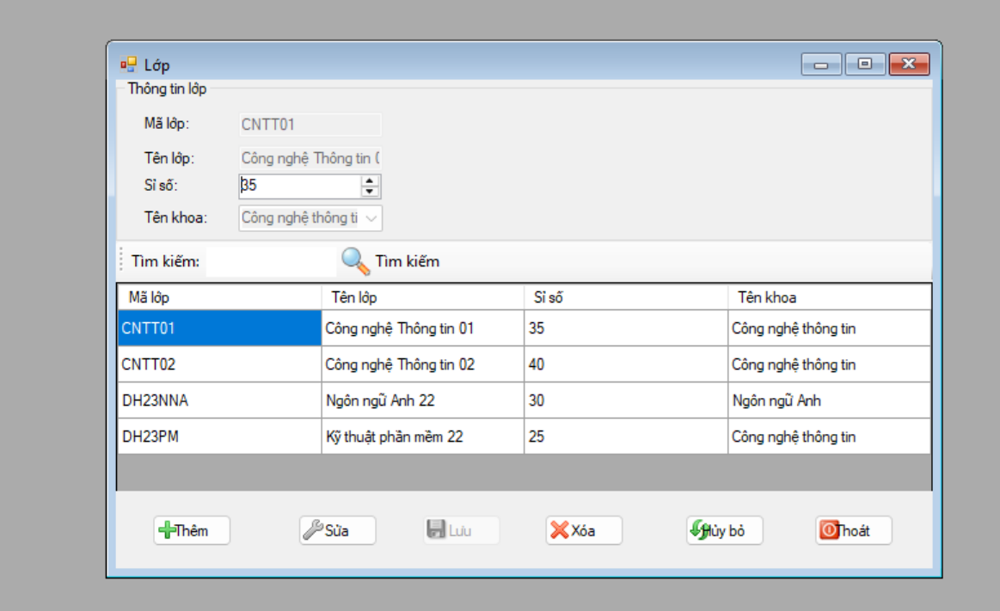 Lớp
Thông tin lớp
Mã lớp: CNTT01
Tên lớp: Công nghệ Thông tin 0
Sỉ số: 35
Tên khoa: Công nghệ thông ti
Tìm kiếm: Tìm kiếm
Mã lớp Tên lớp Sỉ số Tên khoa
CNTT01 Công nghệ Thông tin 01 35 Công nghệ thông tin
CNTT02 Công nghệ Thông tin 02 40 Công nghệ thông tin
DH23NNA Ngôn ngữ Anh 22 30 Ngôn ngữ Anh
DH23PM Kỹ thuật phần mềm 22 25 Công nghệ thông tin
Thêm Sửa Lưu Xóa Hủy bỏ Thoát